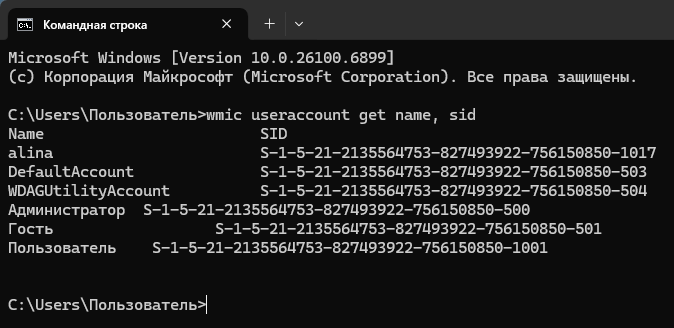 Командная строка
Microsoft Windows [Version 10.0.26100.6899]
(c) Корпорация Майкрософт (Microsoft Corporation). Все права защищены.
C:\Users\Пользователь>wmic useraccount get name, sid
Name SID
alina S-1-5-21-2135564753-827493922-756150850-1017
DefaultAccount S-1-5-21-2135564753-827493922-756150850-503
WDAGUtilityAccount S-1-5-21-2135564753-827493922-756150850-504
Администратор S-1-5-21-2135564753-827493922-756150850-500
Гость S-1-5-21-2135564753-827493922-756150850-501
Пользователь S-1-5-21-2135564753-827493922-756150850-1001
C:\Users\Пользователь>